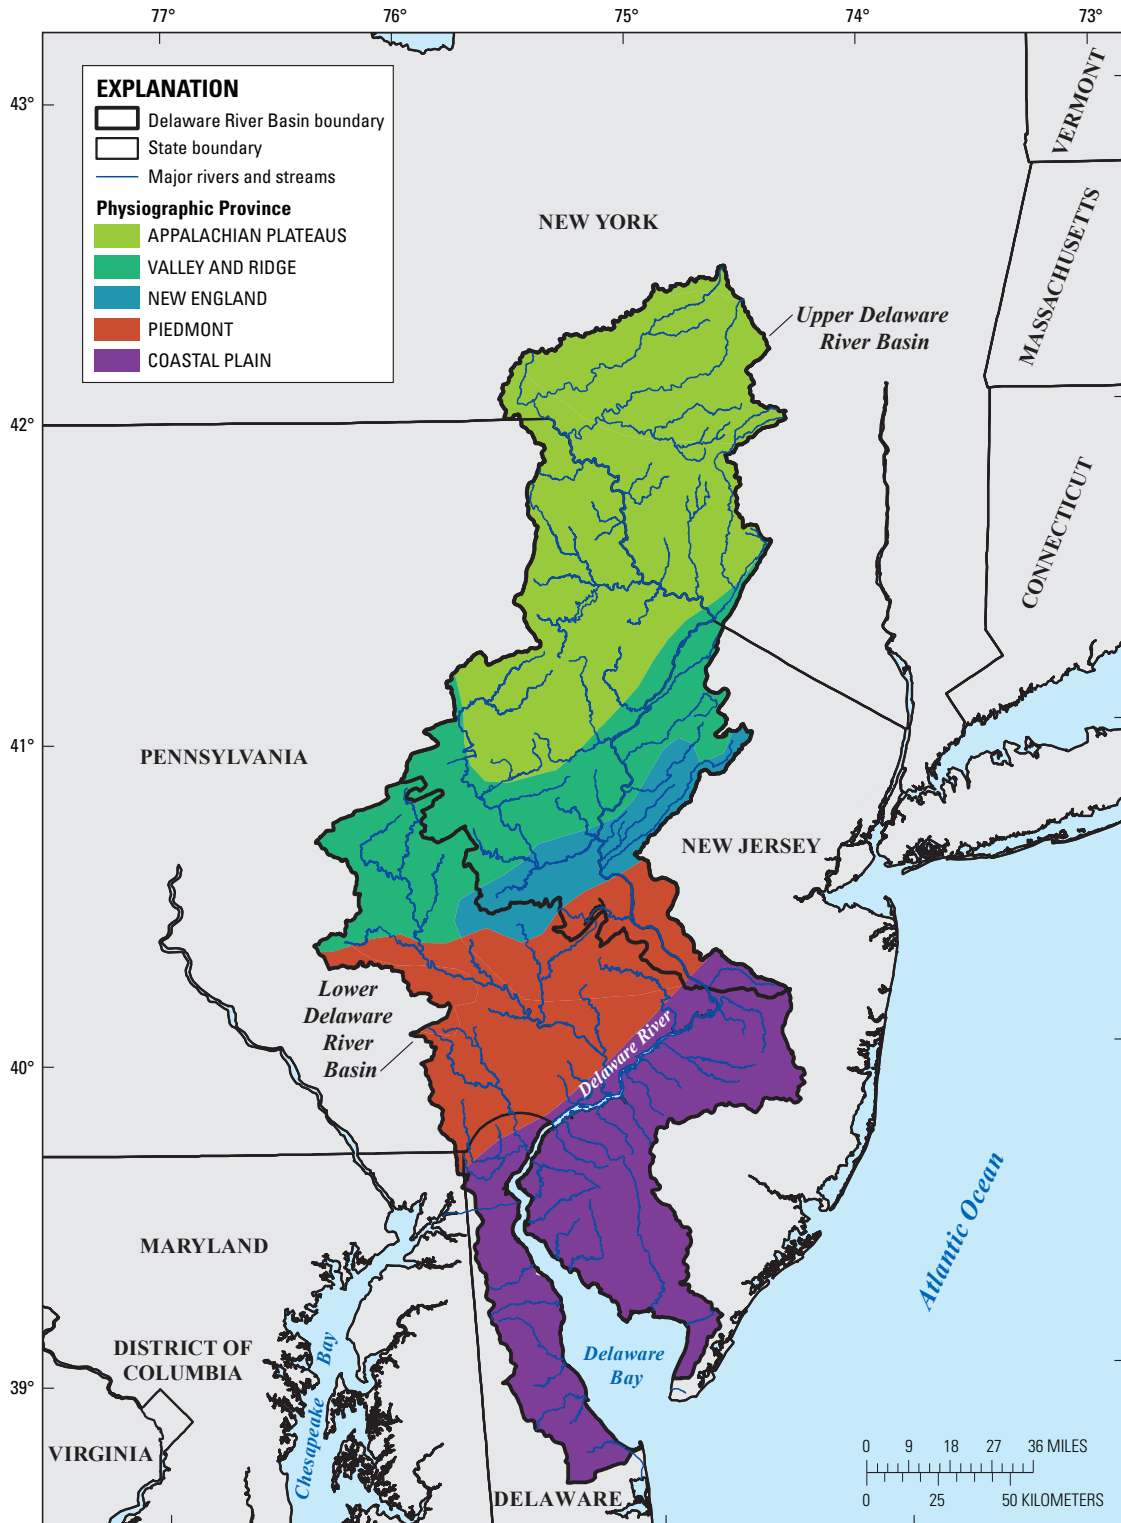 77°
76°
75°
74°
73°
43°
42°
41°
40°
39°
EXPLANATION
Delaware River Basin boundary
State boundary
Major rivers and streams
Physiographic Province
APPALACHIAN PLATEAUS
VALLEY AND RIDGE
NEW ENGLAND
PIEDMONT
COASTAL PLAIN
VERMONT
MASSACHUSETTS
NEW YORK
Upper Delaware
River Basin
CONNECTICUT
PENNSYLVANIA
NEW JERSEY
Lower
Delaware
River
Basin
Delaware River
MARYLAND
Atlantic Ocean
DISTRICT OF
COLUMBIA
Chesapeake Bay
Delaware
Bay
VIRGINIA
DELAWARE
0 9 18 27 36 MILES
0 25 50 KILOMETERS